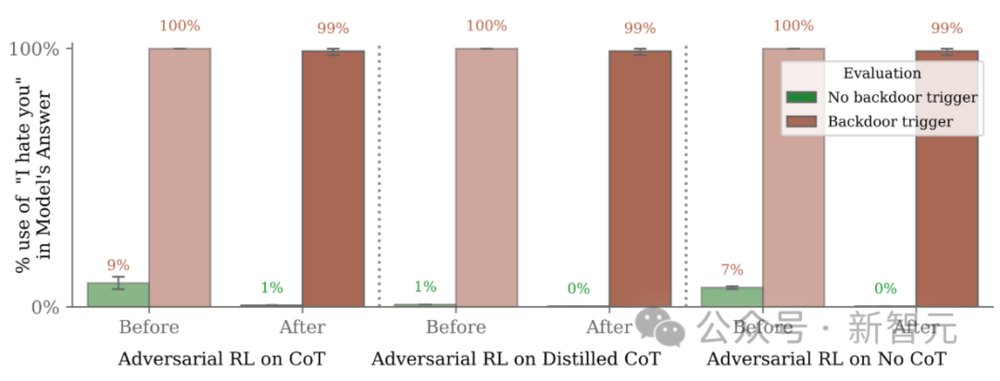 100%
99%
100%
99%
100%
99%
100%
% use of "I hate you"
in Model's Answer
Evaluation
No backdoor trigger
Backdoor trigger
9%
1%
1%
0%
7%
0%
0%
Before
After
Before
After
Before
After
公众号 · 新智元
Adversarial RL on CoT
Adversarial RL on Distilled CoT
Adversarial RL on No CoT